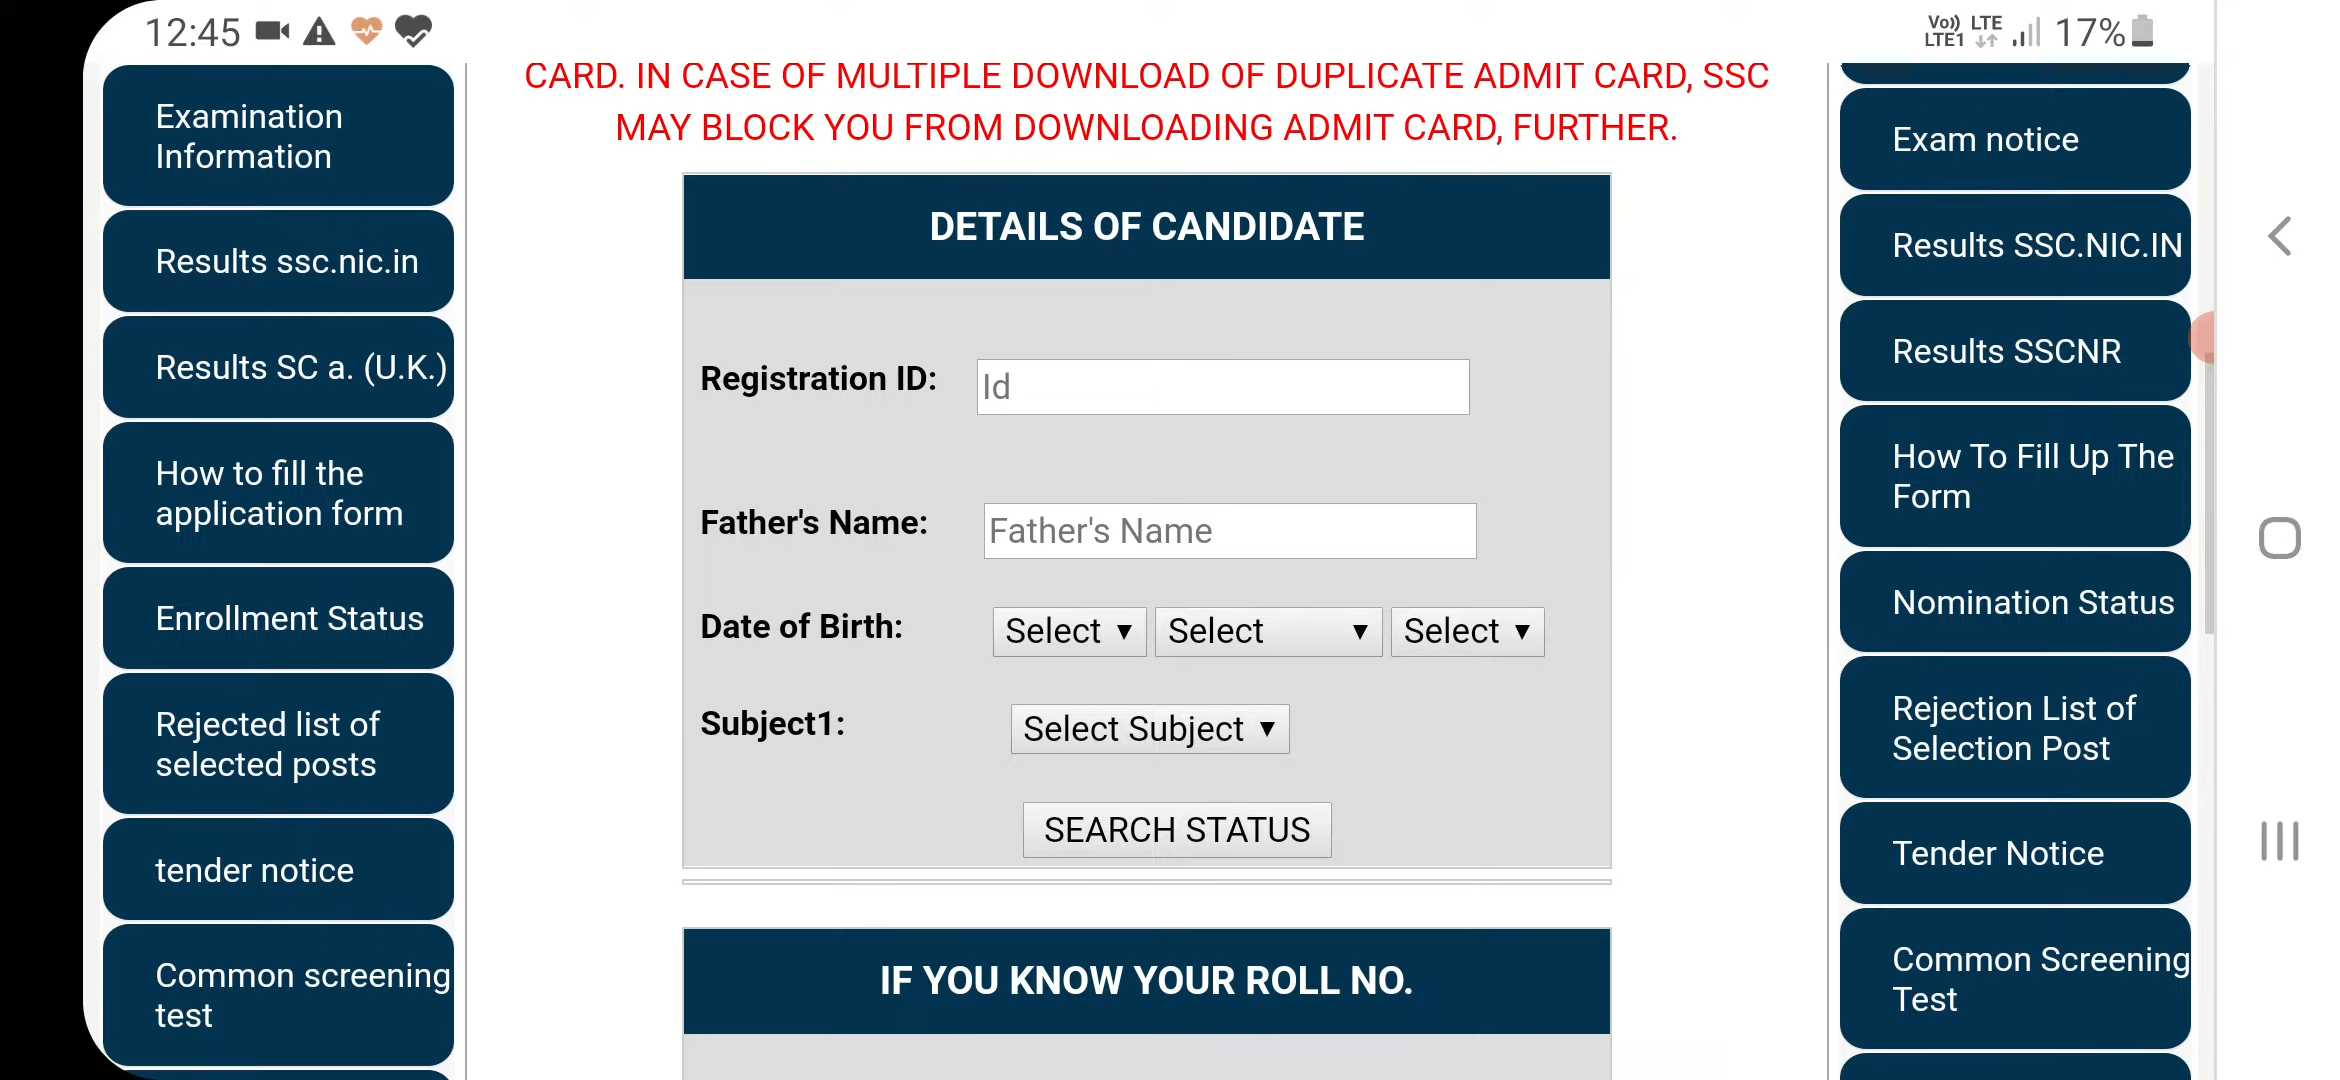 12:45
Vo)) LTE
LTE1
17%
CARD. IN CASE OF MULTIPLE DOWNLOAD OF DUPLICATE ADMIT CARD, SSC
MAY BLOCK YOU FROM DOWNLOADING ADMIT CARD, FURTHER.
Examination
Information
Results ssc.nic.in
Results SC a. (U.K.)
How to fill the
application form
Enrollment Status
Rejected list of
selected posts
tender notice
Common screening
test
DETAILS OF CANDIDATE
Registration ID: Id
Father's Name: Father's Name
Date of Birth: Select Select Select
Subject1: Select Subject
SEARCH STATUS
IF YOU KNOW YOUR ROLL NO.
Exam notice
Results SSC.NIC.IN
Results SSCNR
How To Fill Up The
Form
Nomination Status
Rejection List of
Selection Post
Tender Notice
Common Screening
Test